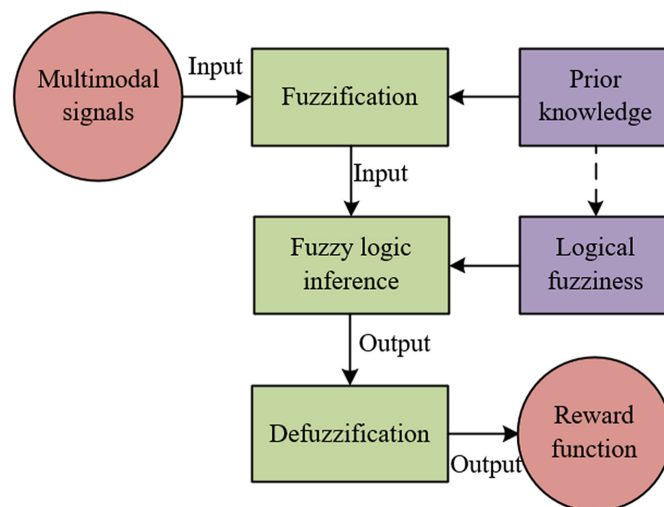 Multimodal
signals
Input
Fuzzification
Prior
knowledge
Input
Fuzzy logic
inference
Logical
fuzziness
Output
Defuzzification
Output
Reward
function